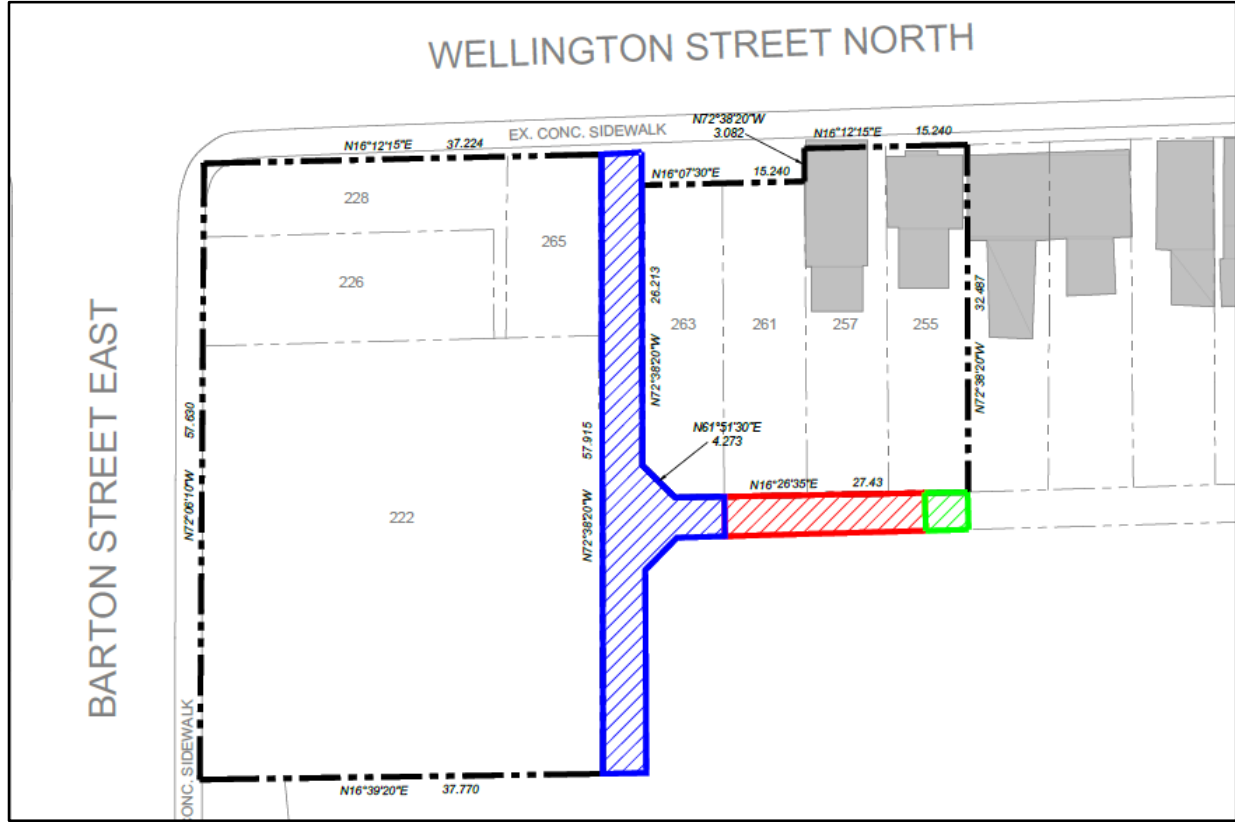 WELLINGTON STREET NORTH
EX. CONC. SIDEWALK
N72°38'20"W
3.082
N16°12'15"E 37.224
N16°12'15"E 15.240
N16°07'30"E 15.240
228
265
226
26.213
N72°38'20"W
263
261
257
255
32.487
N72°38'20"W
BARTON STREET EAST
57.630
N72°06'10"W
57.915
N72°38'20"W
N61°51'30"E
4.273
N16°26'35"E 27.43
222
CONC. SIDEWALK
N16°39'20"E 37.770